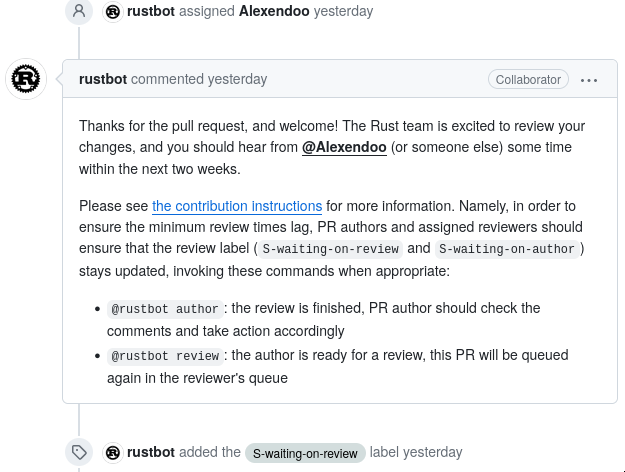 rustbot assigned Alexendoo yesterday
rustbot commented yesterday
Collaborator
Thanks for the pull request, and welcome! The Rust team is excited to review your
changes, and you should hear from @Alexendoo (or someone else) some time
within the next two weeks.
Please see the contribution instructions for more information. Namely, in order to
ensure the minimum review times lag, PR authors and assigned reviewers should
ensure that the review label ( S-waiting-on-review and S-waiting-on-author )
stays updated, invoking these commands when appropriate:
• @rustbot author : the review is finished, PR author should check the
comments and take action accordingly
• @rustbot review : the author is ready for a review, this PR will be queued
again in the reviewer's queue
rustbot added the S-waiting-on-review label yesterday